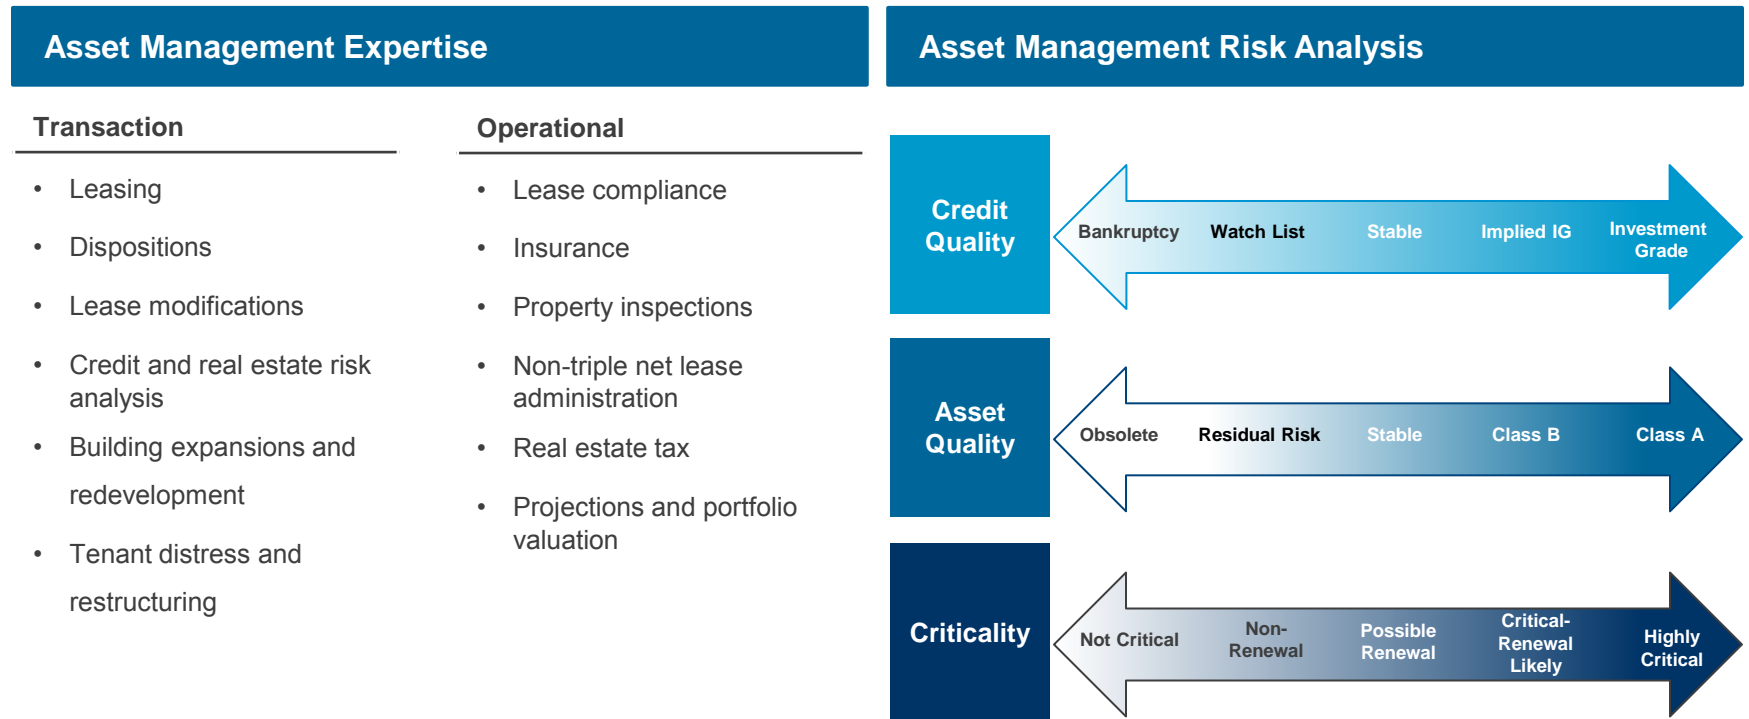 Asset Management Expertise
Transaction
• Leasing
• Dispositions
• Lease modifications
• Credit and real estate risk
analysis
• Building expansions and
redevelopment
• Tenant distress and
restructuring
Operational
• Lease compliance
• Insurance
• Property inspections
• Non-triple net lease
administration
• Real estate tax
• Projections and portfolio
valuation
Asset Management Risk Analysis
Credit
Quality
Bankruptcy
Watch List
Stable
Implied IG
Investment
Grade
Asset
Quality
Obsolete
Residual Risk
Stable
Class B
Class A
Criticality
Not Critical
Non-
Renewal
Possible
Renewal
Critical-
Renewal
Likely
Highly
Critical